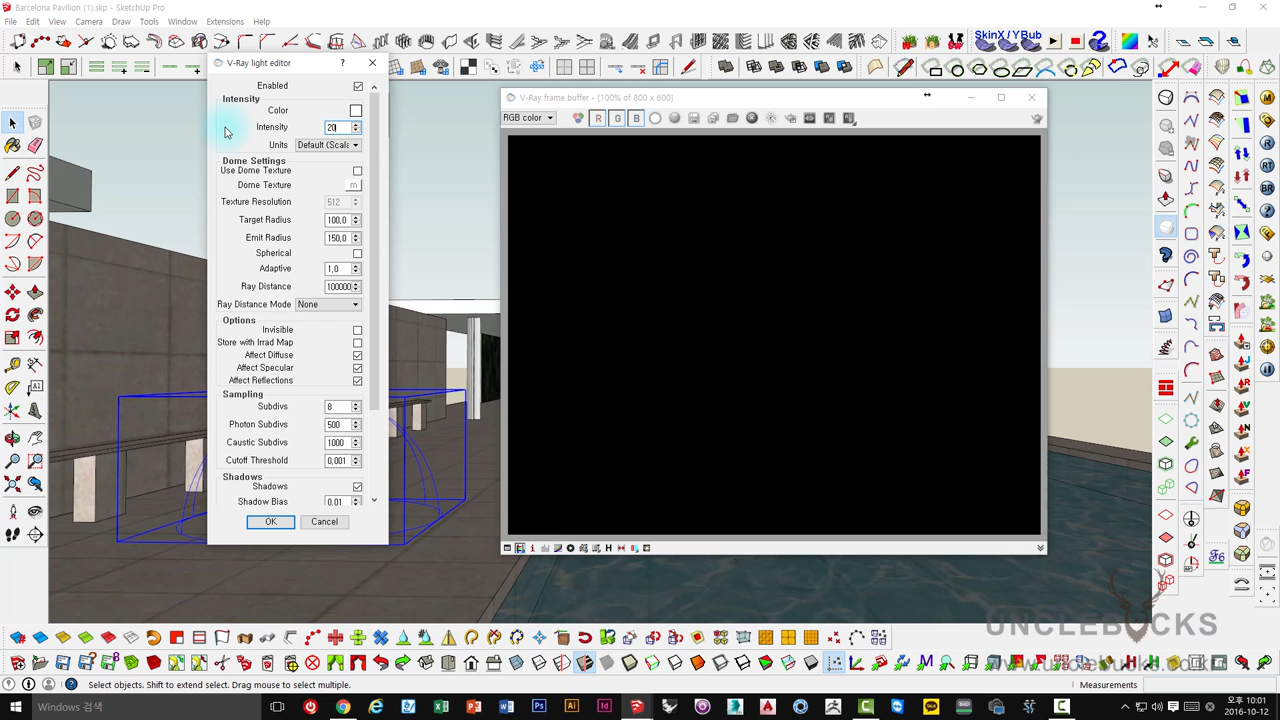 Barcelona Pavilion (1).skp - SketchUp Pro
File Edit View Camera Draw Tools Window Extensions Help
SkinX / YBub
V-Ray light editor
?
Enabled
Intensity
Color
Intensity 20
Units Default (Scala
Dome Settings
Use Dome Texture
Dome Texture m
Texture Resolution 512
Target Radius 100,0
Emit Radius 150,0
Spherical
Adaptive 1,0
Ray Distance 100000
Ray Distance Mode None
Options
Invisible
Store with Irrad Map
Affect Diffuse
Affect Specular
Affect Reflections
Sampling
Subdivs 8
Photon Subdivs 500
Caustic Subdivs 1000
Cutoff Threshold 0,001
Shadows
Shadows
Shadow Bias 0.01
OK Cancel
V-Ray frame buffer - [100% of 800 x 600]
RGB color R G B
UNCLEBUCKS
www.unclebucks.co.kr
Select objects. Shift to extend select. Drag mouse to select multiple.
Measurements
Windows 검색
오후 10:01
2016-10-12